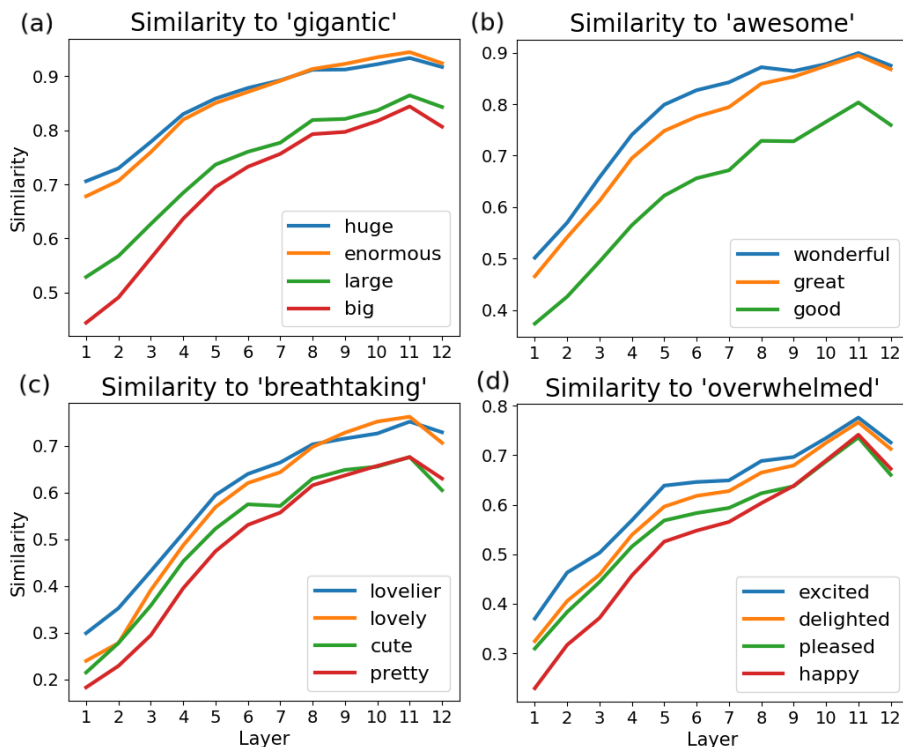 (a) Similarity to 'gigantic'
Similarity
0.9
0.8
0.7
0.6
0.5
huge
enormous
large
big
1 2 3 4 5 6 7 8 9 10 11 12
(b) Similarity to 'awesome'
0.9
0.8
0.7
0.6
0.5
0.4
wonderful
great
good
1 2 3 4 5 6 7 8 9 10 11 12
(c) Similarity to 'breathtaking'
Similarity
0.7
0.6
0.5
0.4
0.3
0.2
lovelier
lovely
cute
pretty
1 2 3 4 5 6 7 8 9 10 11 12
Layer
(d) Similarity to 'overwhelmed'
0.8
0.7
0.6
0.5
0.4
0.3
excited
delighted
pleased
happy
1 2 3 4 5 6 7 8 9 10 11 12
Layer